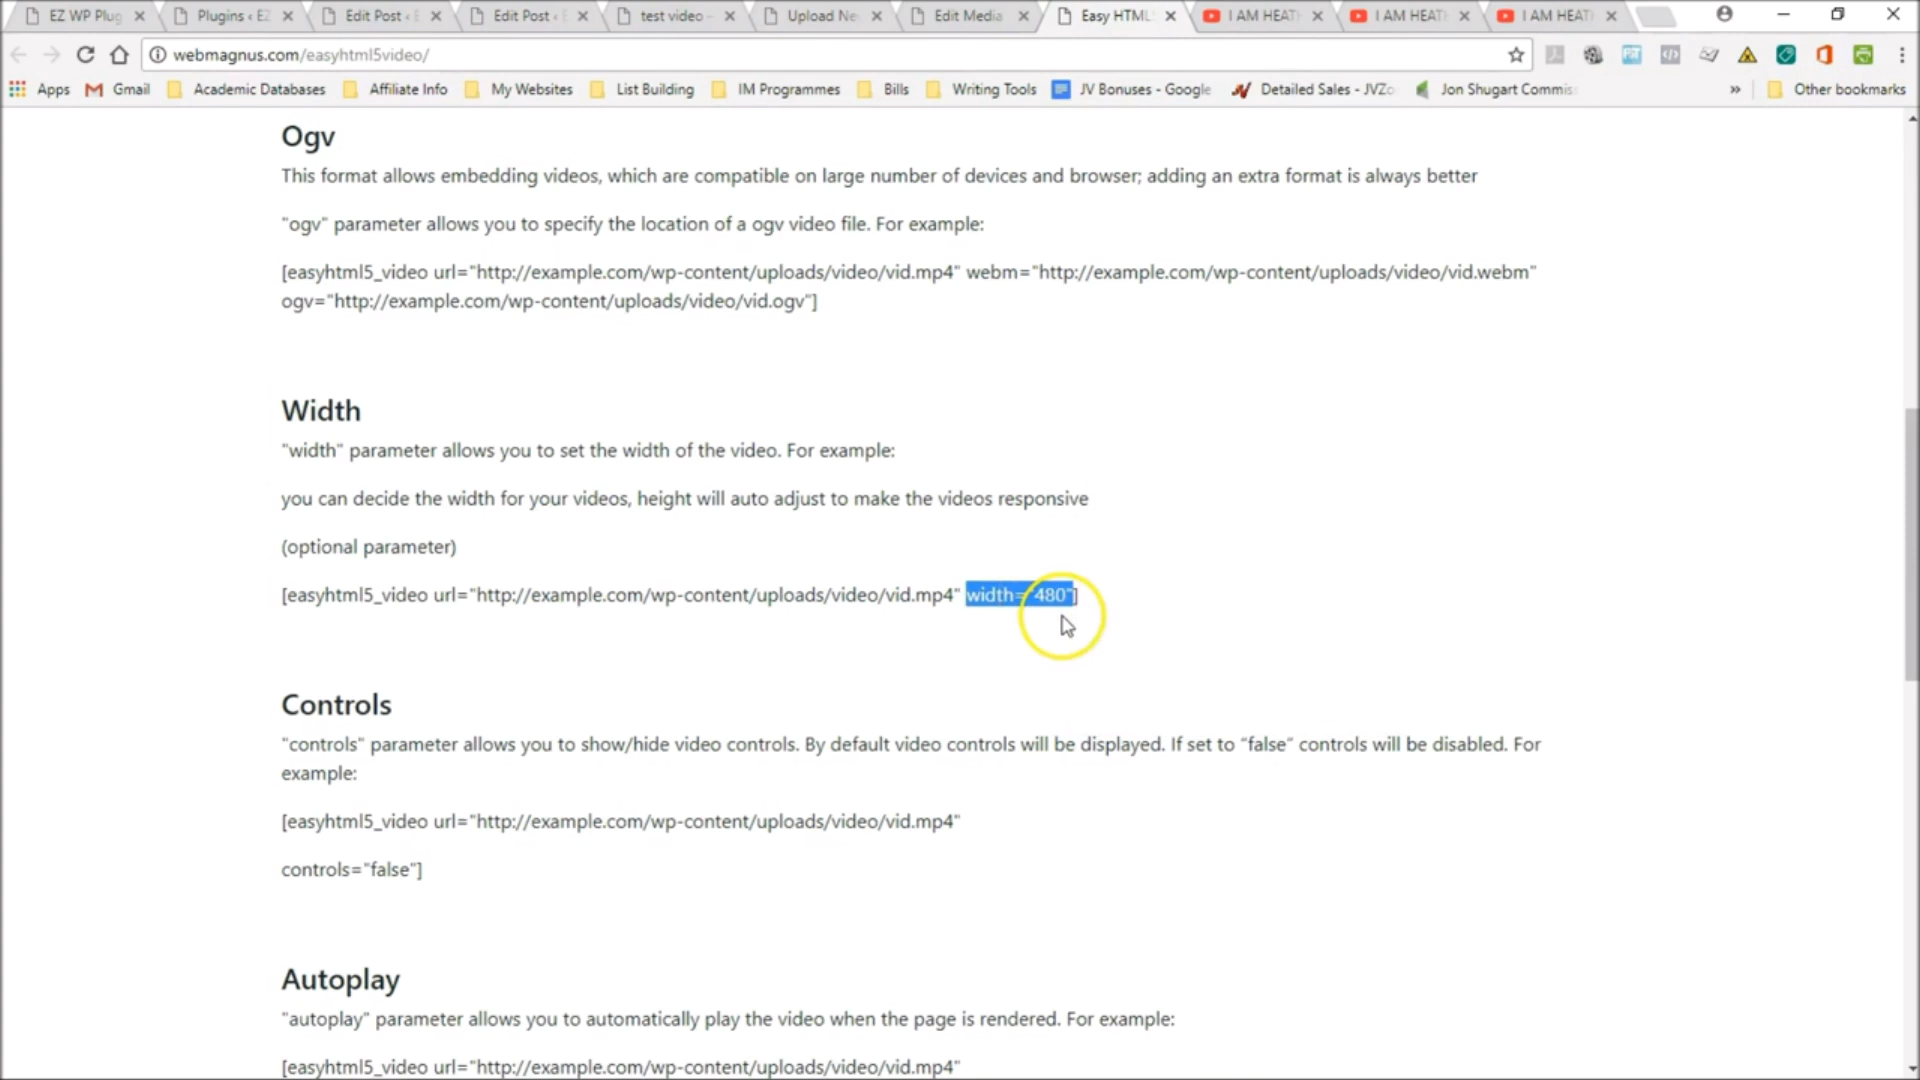 EZ WP Plug
Plugins ‹ EZ
Edit Post ‹ E
Edit Post ‹ E
test video –
Upload Ne
Edit Media
Easy HTML5
I AM HEAT
I AM HEAT
I AM HEAT
webmagnus.com/easyhtml5video/
Apps Gmail Academic Databases Affiliate Info My Websites List Building IM Programmes Bills Writing Tools JV Bonuses - Google Detailed Sales - JVZo Jon Shugart Commis » Other bookmarks
Ogv
This format allows embedding videos, which are compatible on large number of devices and browser; adding an extra format is always better
"ogv" parameter allows you to specify the location of a ogv video file. For example:
[easyhtml5_video url="http://example.com/wp-content/uploads/video/vid.mp4" webm="http://example.com/wp-content/uploads/video/vid.webm"
ogv="http://example.com/wp-content/uploads/video/vid.ogv"]
Width
"width" parameter allows you to set the width of the video. For example:
you can decide the width for your videos, height will auto adjust to make the videos responsive
(optional parameter)
[easyhtml5_video url="http://example.com/wp-content/uploads/video/vid.mp4" width="480"]
Controls
"controls" parameter allows you to show/hide video controls. By default video controls will be displayed. If set to "false" controls will be disabled. For
example:
[easyhtml5_video url="http://example.com/wp-content/uploads/video/vid.mp4"
controls="false"]
Autoplay
"autoplay" parameter allows you to automatically play the video when the page is rendered. For example:
[easyhtml5_video url="http://example.com/wp-content/uploads/video/vid.mp4"